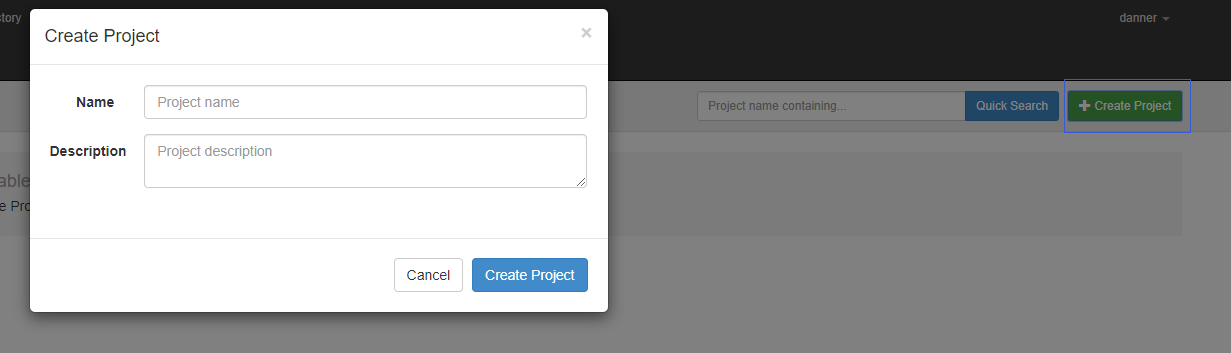 tory
danner
Create Project
×
Name
Project name
Project name containing...
Quick Search
Create Project
Description
Project description
able
e Pro
Cancel
Create Project